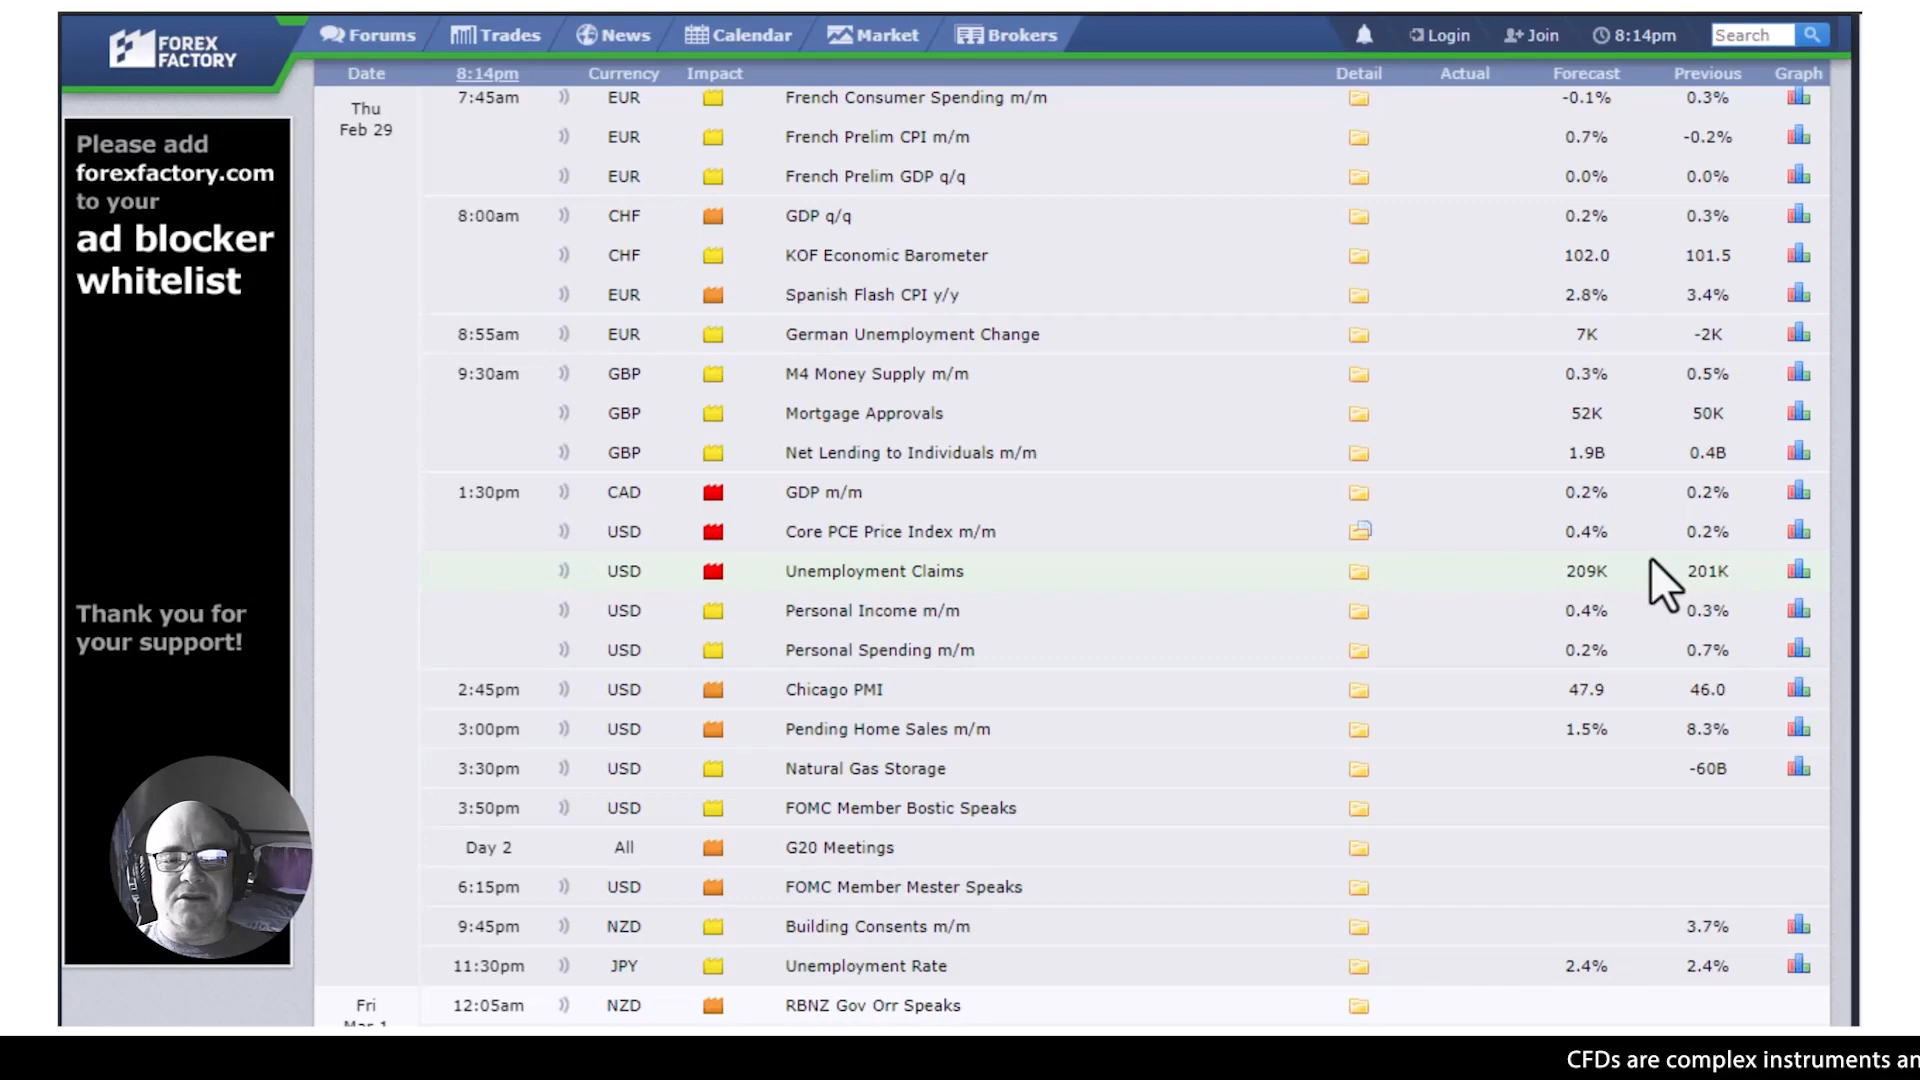 FOREX FACTORY
Forums Trades News Calendar Market Brokers Login Join 8:14pm Search
Date 8:14pm Currency Impact Detail Actual Forecast Previous Graph
Please add
forexfactory.com
to your
ad blocker
whitelist
Thank you for
your support!
Thu
Feb 29
7:45am EUR French Consumer Spending m/m -0.1% 0.3%
EUR French Prelim CPI m/m 0.7% -0.2%
EUR French Prelim GDP q/q 0.0% 0.0%
8:00am CHF GDP q/q 0.2% 0.3%
CHF KOF Economic Barometer 102.0 101.5
EUR Spanish Flash CPI y/y 2.8% 3.4%
8:55am EUR German Unemployment Change 7K -2K
9:30am GBP M4 Money Supply m/m 0.3% 0.5%
GBP Mortgage Approvals 52K 50K
GBP Net Lending to Individuals m/m 1.9B 0.4B
1:30pm CAD GDP m/m 0.2% 0.2%
USD Core PCE Price Index m/m 0.4% 0.2%
USD Unemployment Claims 209K 201K
USD Personal Income m/m 0.4% 0.3%
USD Personal Spending m/m 0.2% 0.7%
2:45pm USD Chicago PMI 47.9 46.0
3:00pm USD Pending Home Sales m/m 1.5% 8.3%
3:30pm USD Natural Gas Storage -60B
3:50pm USD FOMC Member Bostic Speaks
Day 2 All G20 Meetings
6:15pm USD FOMC Member Mester Speaks
9:45pm NZD Building Consents m/m 3.7%
11:30pm JPY Unemployment Rate 2.4% 2.4%
Fri 12:05am NZD RBNZ Gov Orr Speaks
Mar 1
CFDs are complex instruments an